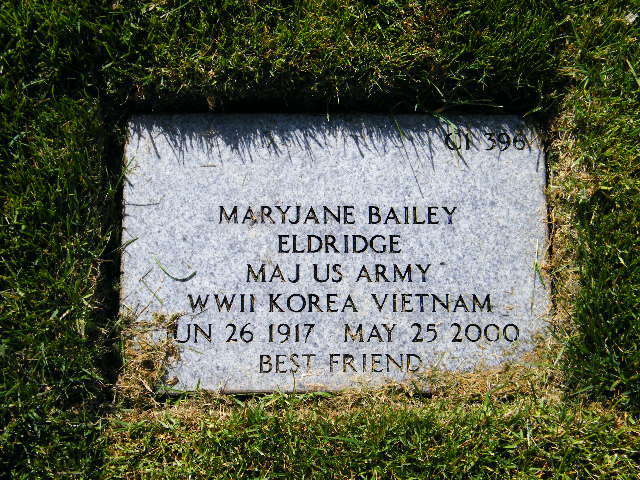 CI 396
MARYJANE BAILEY
ELDRIDGE
MAJ US ARMY
WWII KOREA VIETNAM
UN 26 1917 MAY 25 2000
BEST FRIEND